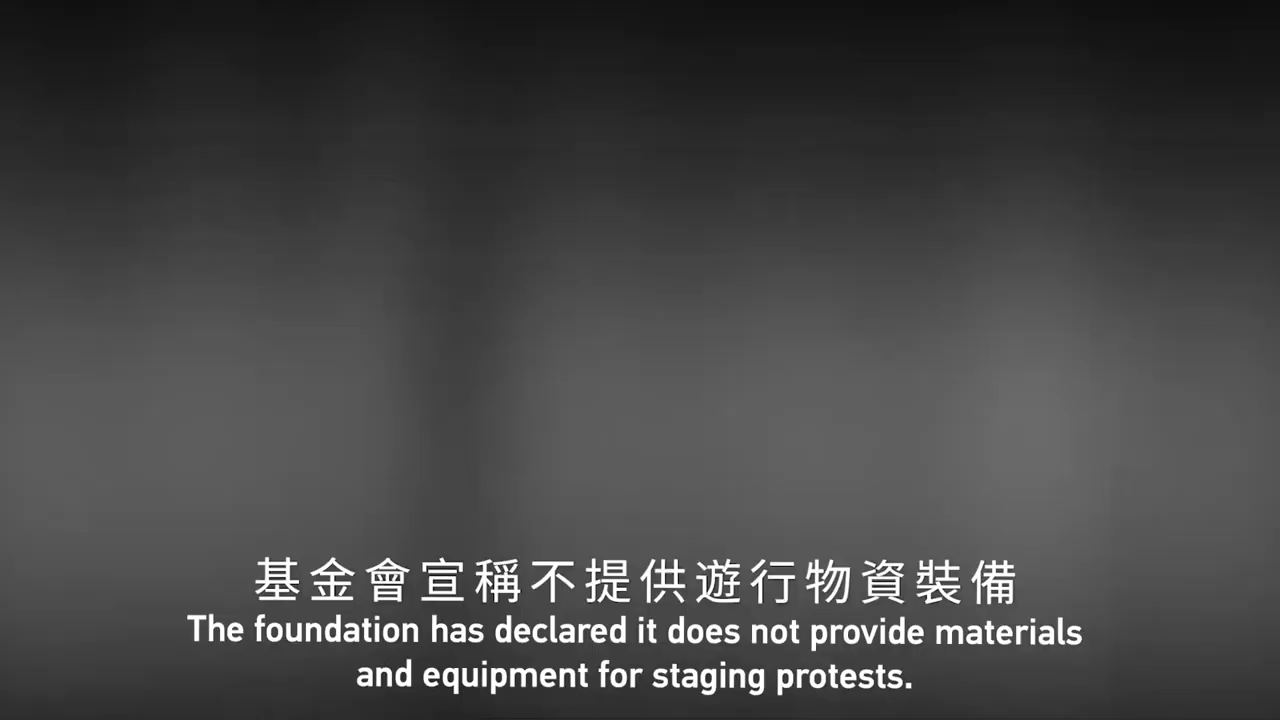 基金會宣稱不提供遊行物資裝備
The foundation has declared it does not provide materials
and equipment for staging protests.